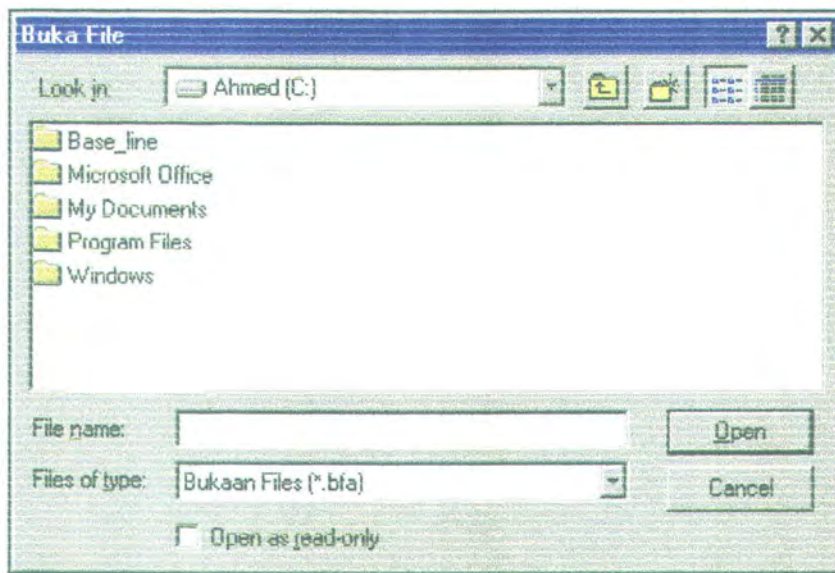 Buka File
Look in: Ahmed (C:)
Base_line
Microsoft Office
My Documents
Program Files
Windows
File name: Open
Files of type: Bukaan Files (*.bfa) Cancel
Open as read-only